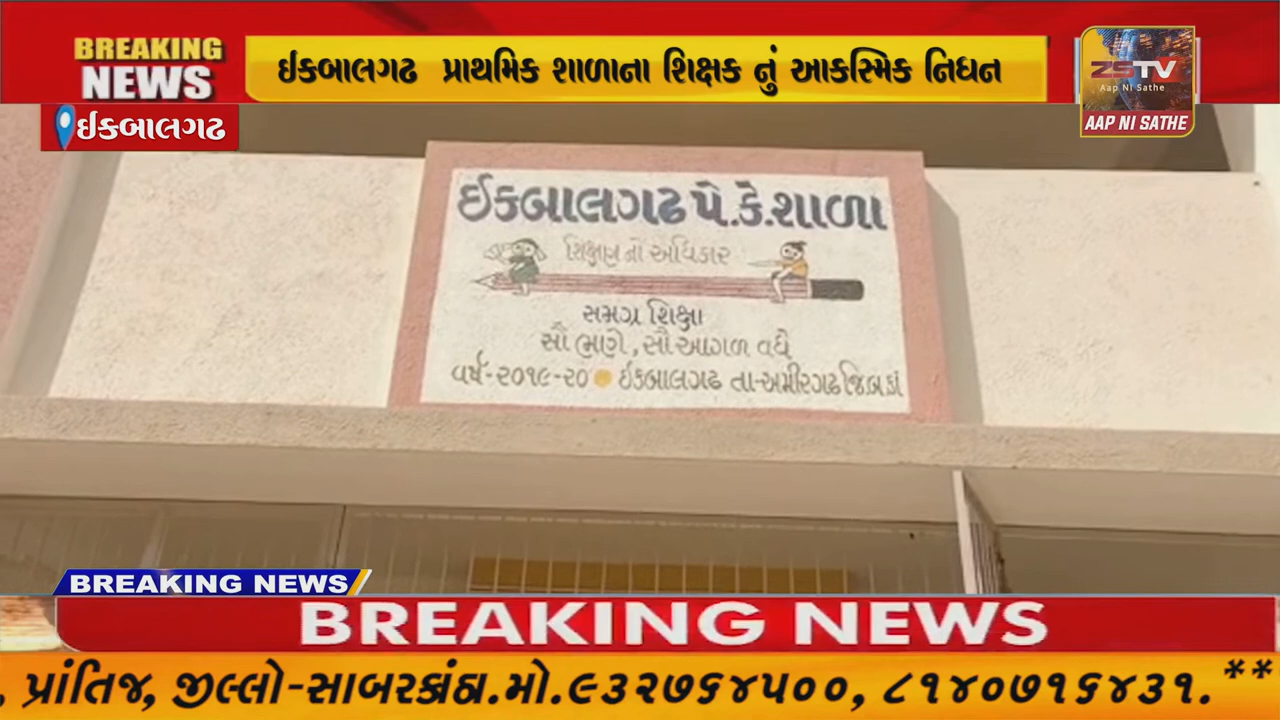 BREAKING
NEWS
ઈકબાલગઢ પ્રાથમિક શાળાના શિક્ષક નું આકસ્મિક નિધન
ZSTV
Aap Ni Sathe
AAP NI SATHE
ઈકબાલગઢ
ઈકબાલગઢ પે.કે.શાળા
શિક્ષણ નો અધિકાર
સમગ્ર શિક્ષા
સૌ ભણે, સૌ આગળ વધે
વર્ષ-૨૦૧૯-૨૦ ઈકબાલગઢ તા-અમીરગઢ જિ.બ.કાં
BREAKING NEWS
BREAKING NEWS
, પ્રાંતિજ, જીલ્લો-સાબરકાંઠા.મો.૯૩૨૭૬૪૫૦૦, ૮૧૪૦૭૧૬૪૩૧. **